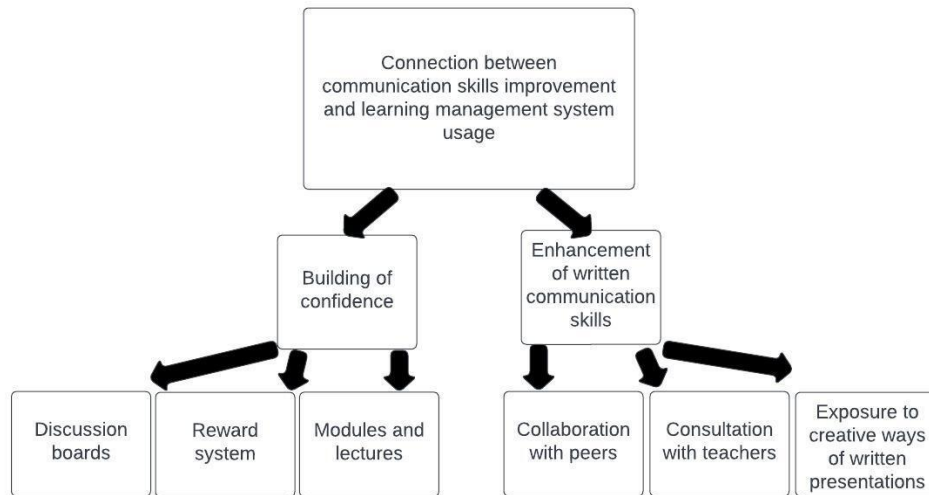 Connection between
communication skills improvement
and learning management system
usage
Building of
confidence
Enhancement
of written
communication
skills
Discussion
boards
Reward
system
Modules and
lectures
Collaboration
with peers
Consultation
with teachers
Exposure to
creative ways
of written
presentations